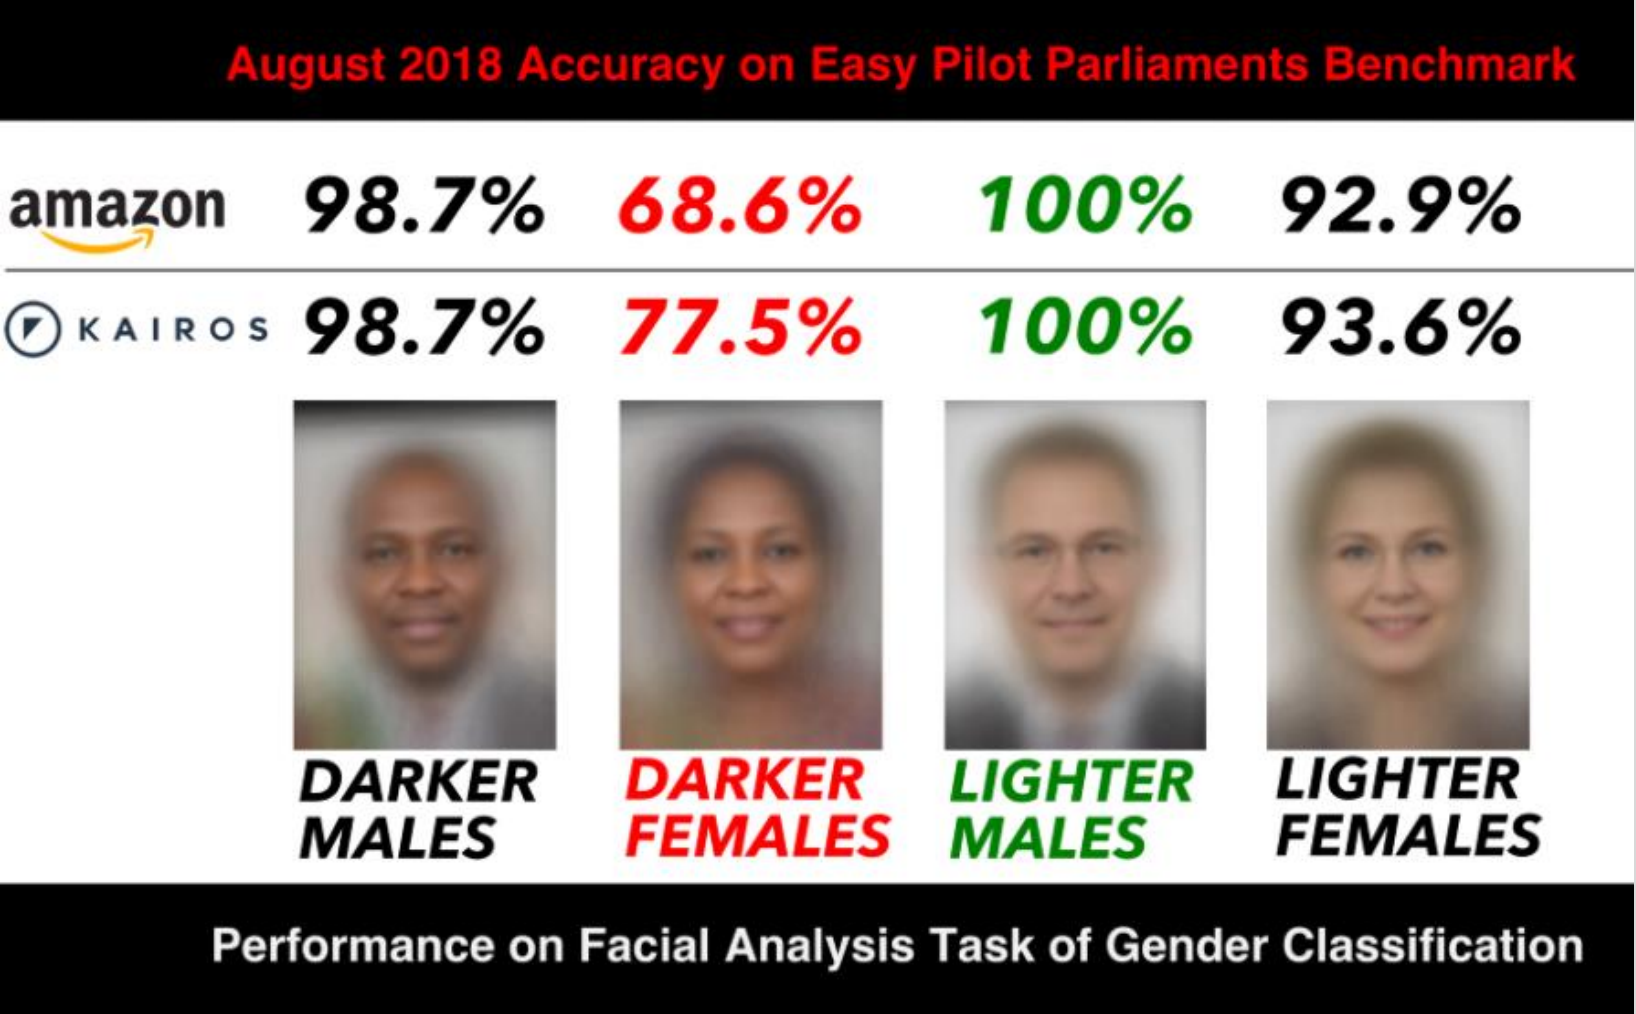 August 2018 Accuracy on Easy Pilot Parliaments Benchmark
amazon 98.7% 68.6% 100% 92.9%
KAIROS 98.7% 77.5% 100% 93.6%
DARKER MALES
DARKER FEMALES
LIGHTER MALES
LIGHTER FEMALES
Performance on Facial Analysis Task of Gender Classification